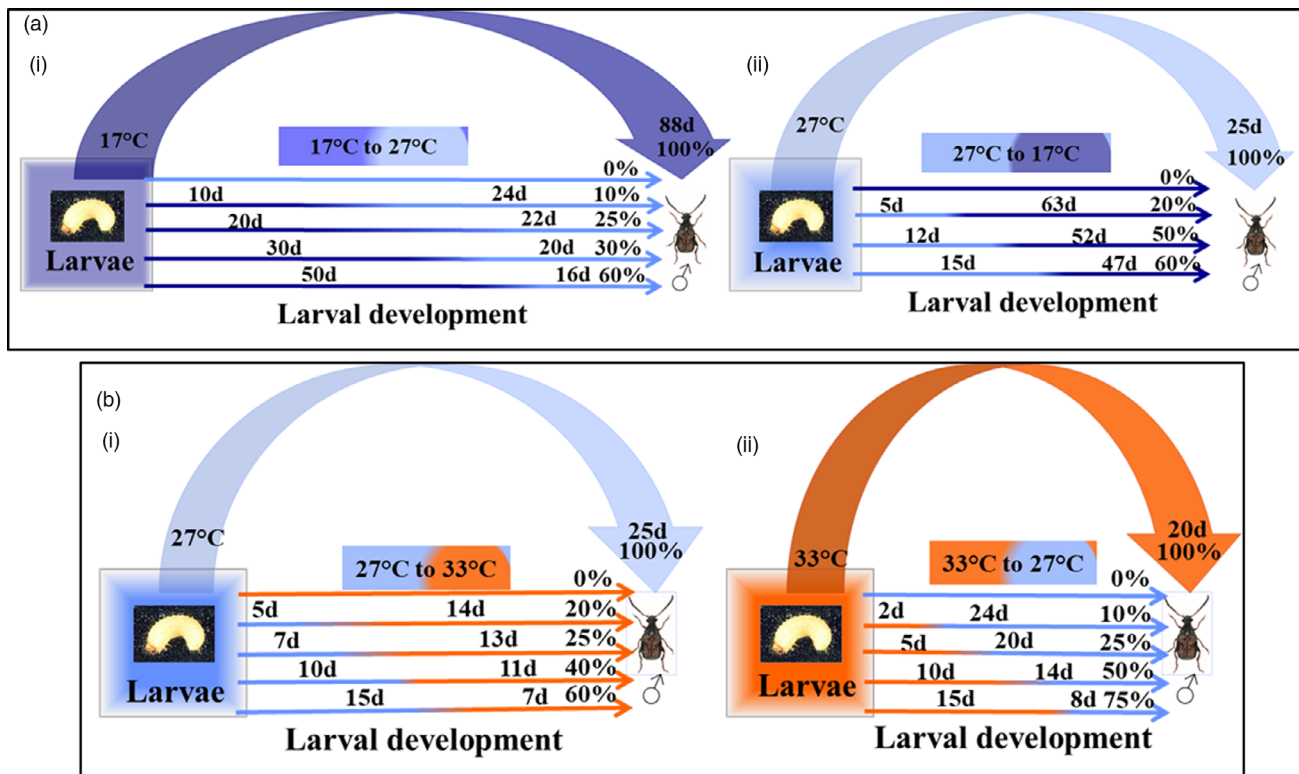 (a)
(i)
17°C
17°C to 27°C
88d
100%
0%
10d 24d 10%
20d 22d 25%
30d 20d 30%
50d 16d 60%
Larvae
♂
Larval development
(ii)
27°C
27°C to 17°C
25d
100%
0%
5d 63d 20%
12d 52d 50%
15d 47d 60%
Larvae
♂
Larval development
(b)
(i)
27°C
27°C to 33°C
25d
100%
0%
5d 14d 20%
7d 13d 25%
10d 11d 40%
15d 7d 60%
Larvae
♂
Larval development
(ii)
33°C
33°C to 27°C
20d
100%
0%
2d 24d 10%
5d 20d 25%
10d 14d 50%
15d 8d 75%
Larvae
♂
Larval development